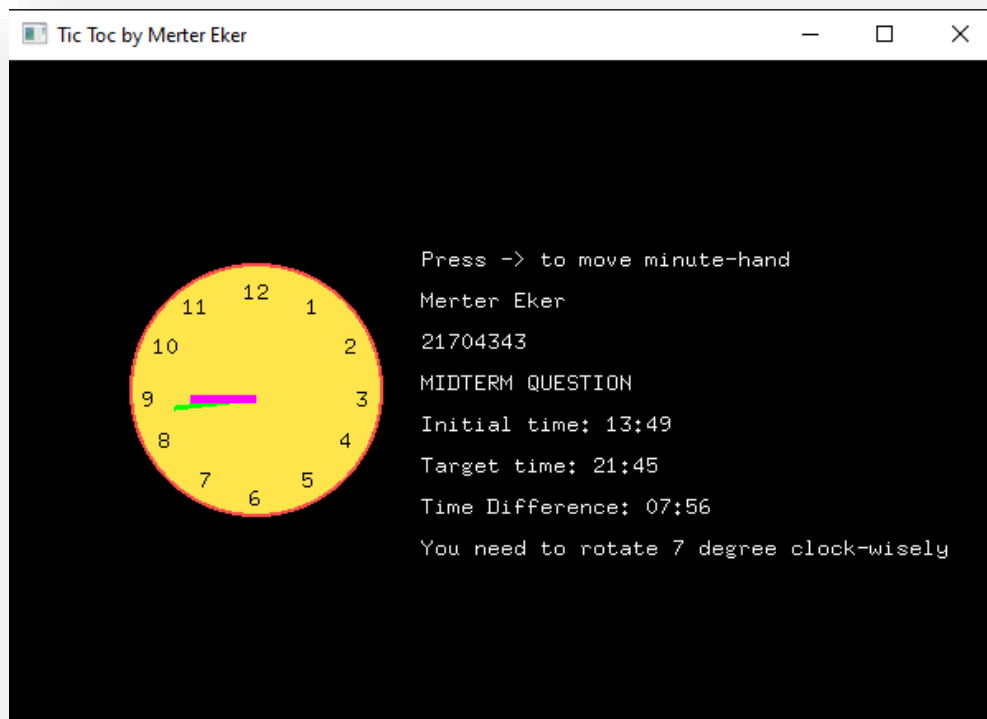 Tic Toc by Merter Eker
12
11 1
10 2
9 3
8 4
7 5
6
Press -> to move minute-hand
Merter Eker
21704343
MIDTERM QUESTION
Initial time: 13:49
Target time: 21:45
Time Difference: 07:56
You need to rotate 7 degree clock-wisely